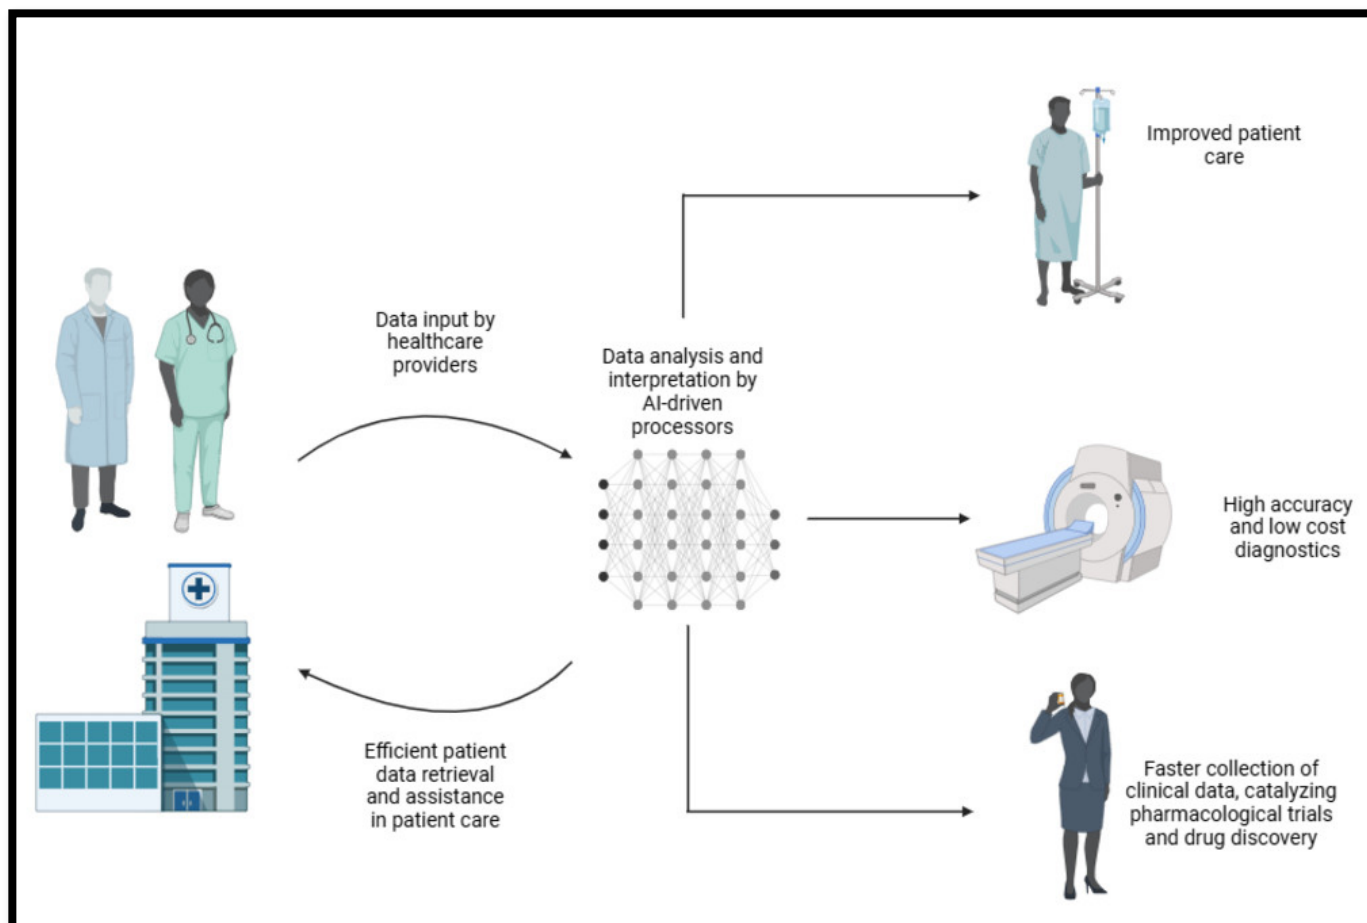 Improved patient
care
Data input by
healthcare
providers
Data analysis and
interpretation by
AI-driven
processors
High accuracy
and low cost
diagnostics
Efficient patient
data retrieval
and assistance
in patient care
Faster collection of
clinical data, catalyzing
pharmacological trials
and drug discovery